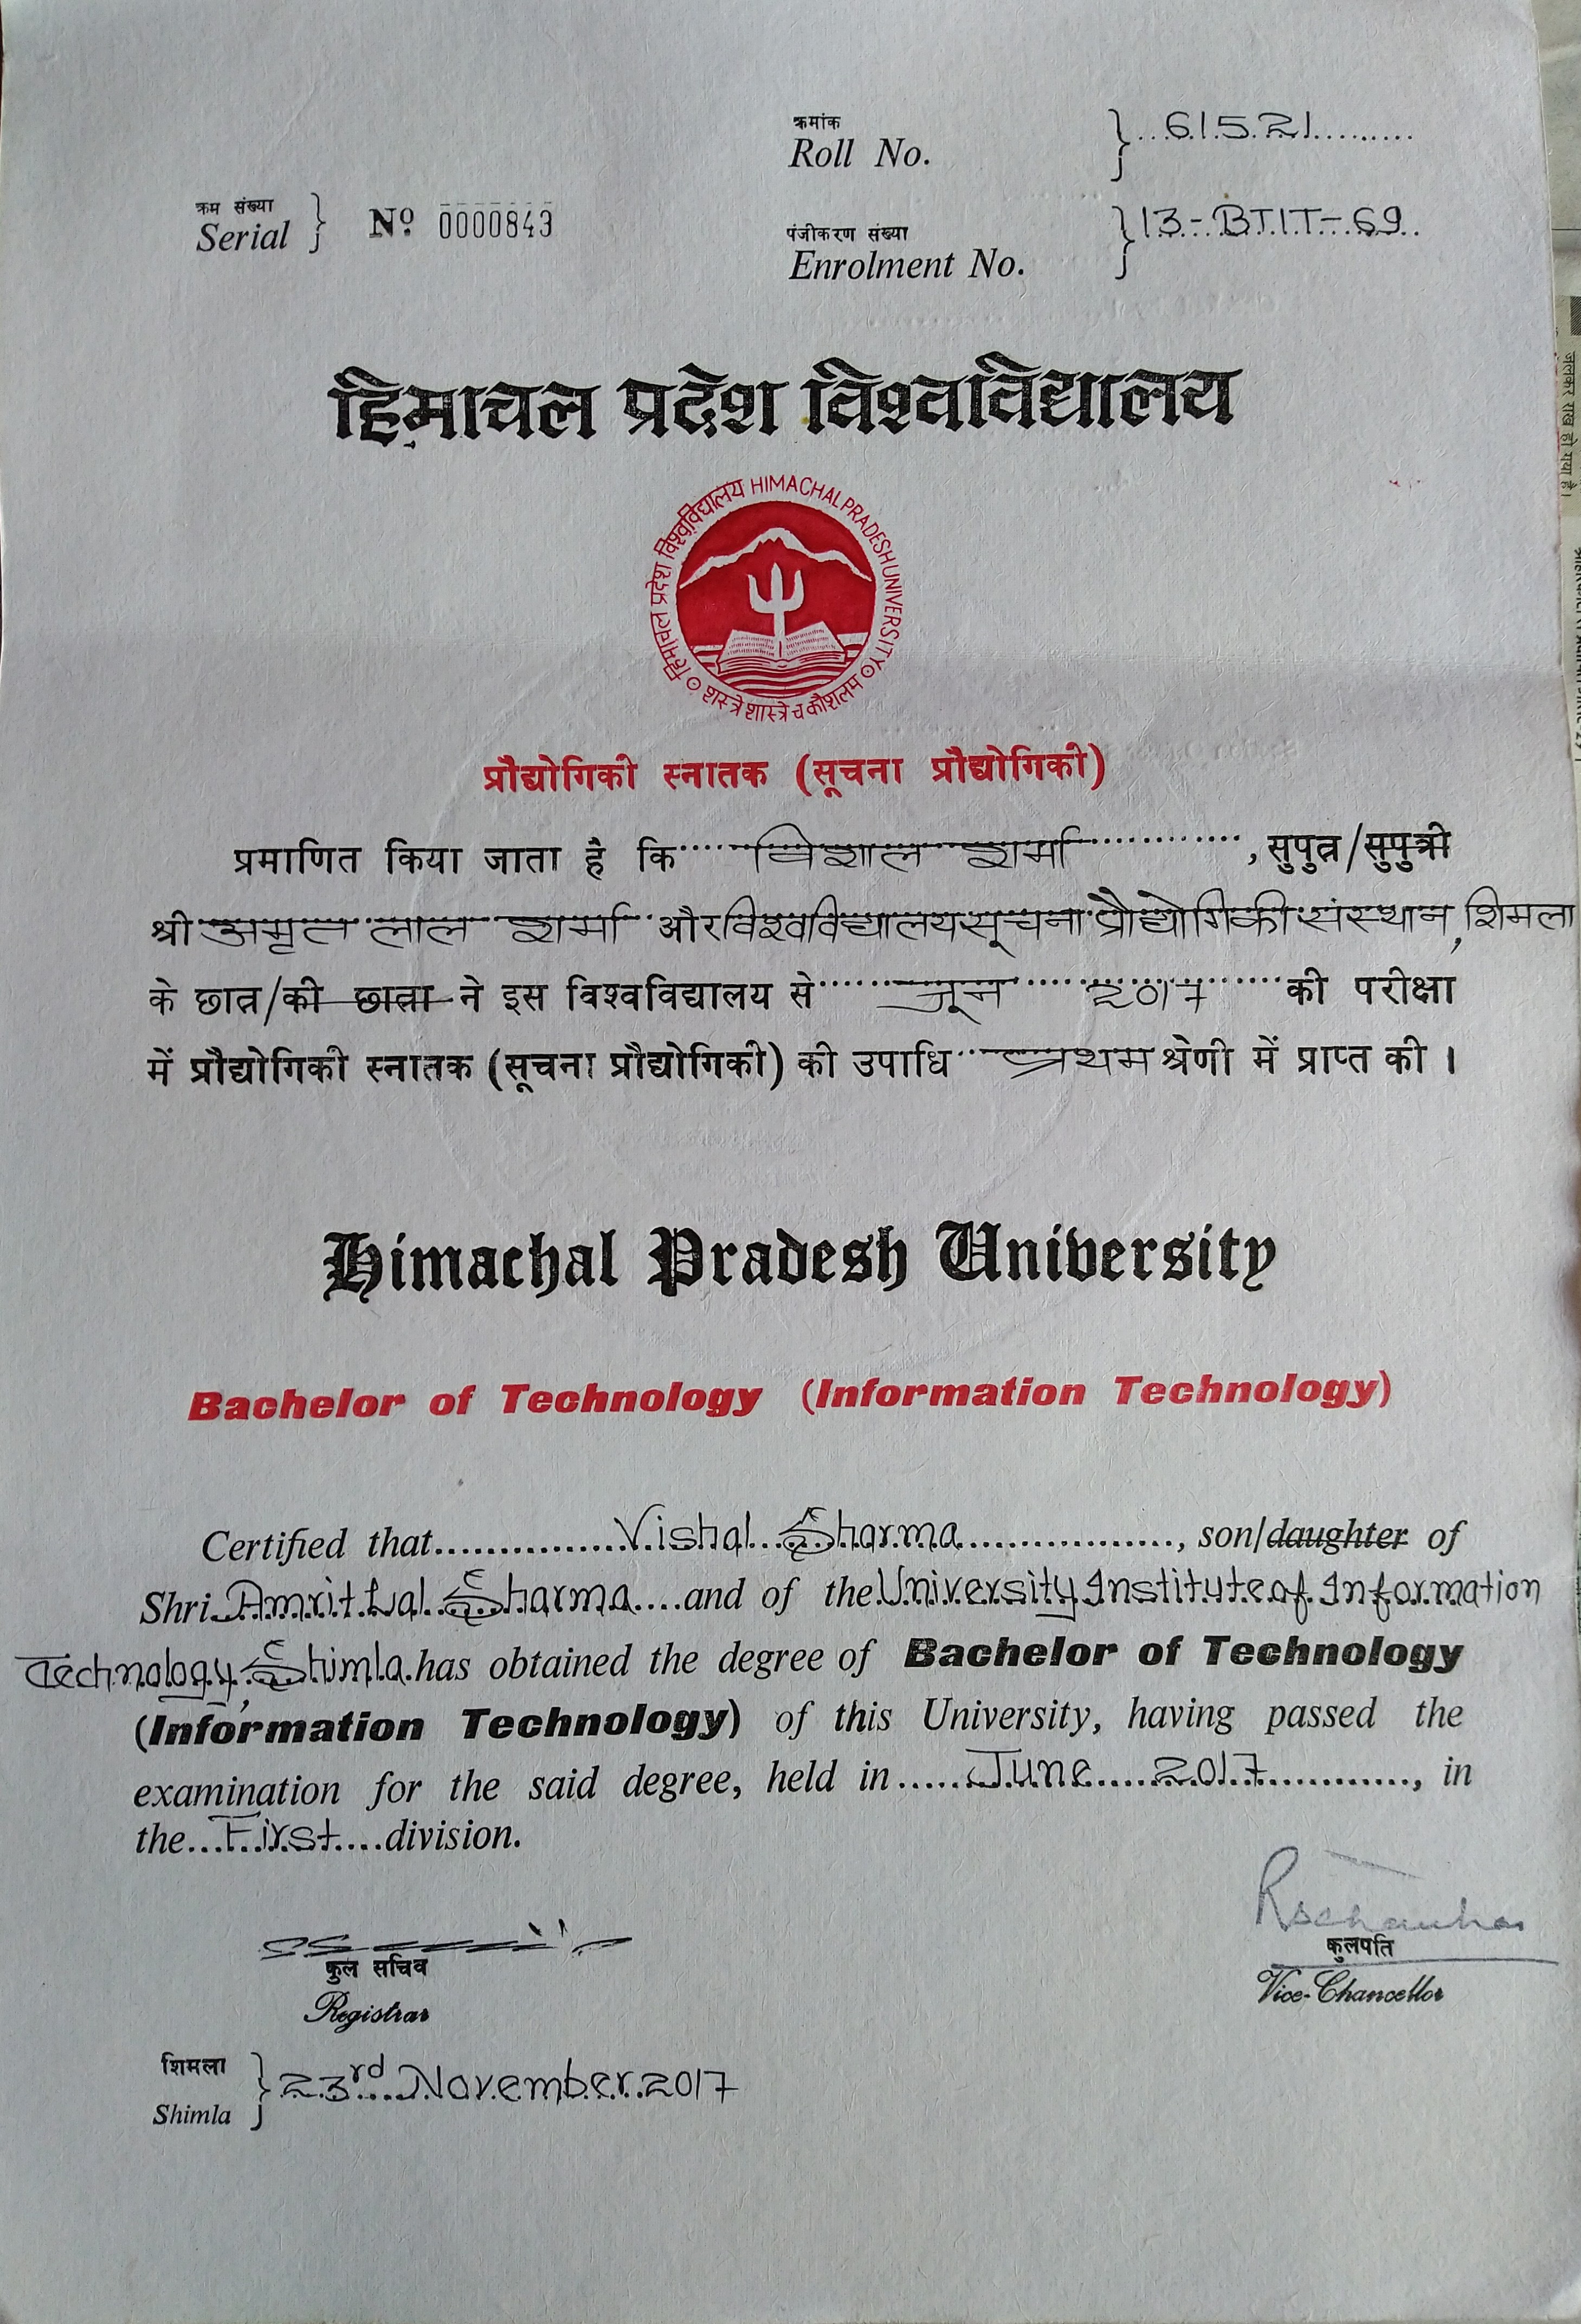 क्रमांक
Roll No. } 61521
क्रम संख्या
Serial } Nº 0000843
पंजीकरण संख्या
Enrolment No. } 13-BTIT-69
हिमाचल प्रदेश विश्वविद्यालय
हिमाचल प्रदेश विश्वविद्यालय HIMACHAL PRADESH UNIVERSITY
शस्त्रे शास्त्रे च कौशलम
प्रौद्योगिकी स्नातक (सूचना प्रौद्योगिकी)
प्रमाणित किया जाता है कि विशाल शर्मा, सुपुत्र/सुपुत्री
श्री अमृत लाल शर्मा और विश्वविद्यालय सूचना प्रौद्योगिकी संस्थान, शिमला
के छात्र/की छात्रा ने इस विश्वविद्यालय से जून 2017 की परीक्षा
में प्रौद्योगिकी स्नातक (सूचना प्रौद्योगिकी) की उपाधि प्रथम श्रेणी में प्राप्त की ।
Himachal Pradesh University
Bachelor of Technology (Information Technology)
Certified that Vishal Sharma, son/daughter of
Shri Amrit Lal Sharma and of the University Institute of Information
Technology, Shimla has obtained the degree of Bachelor of Technology
(Information Technology) of this University, having passed the
examination for the said degree, held in June 2017, in
the First division.
Rschauhan
कुल सचिव
कुलपति
Registrar
Vice-Chancellor
शिमला
Shimla } 23rd November 2017